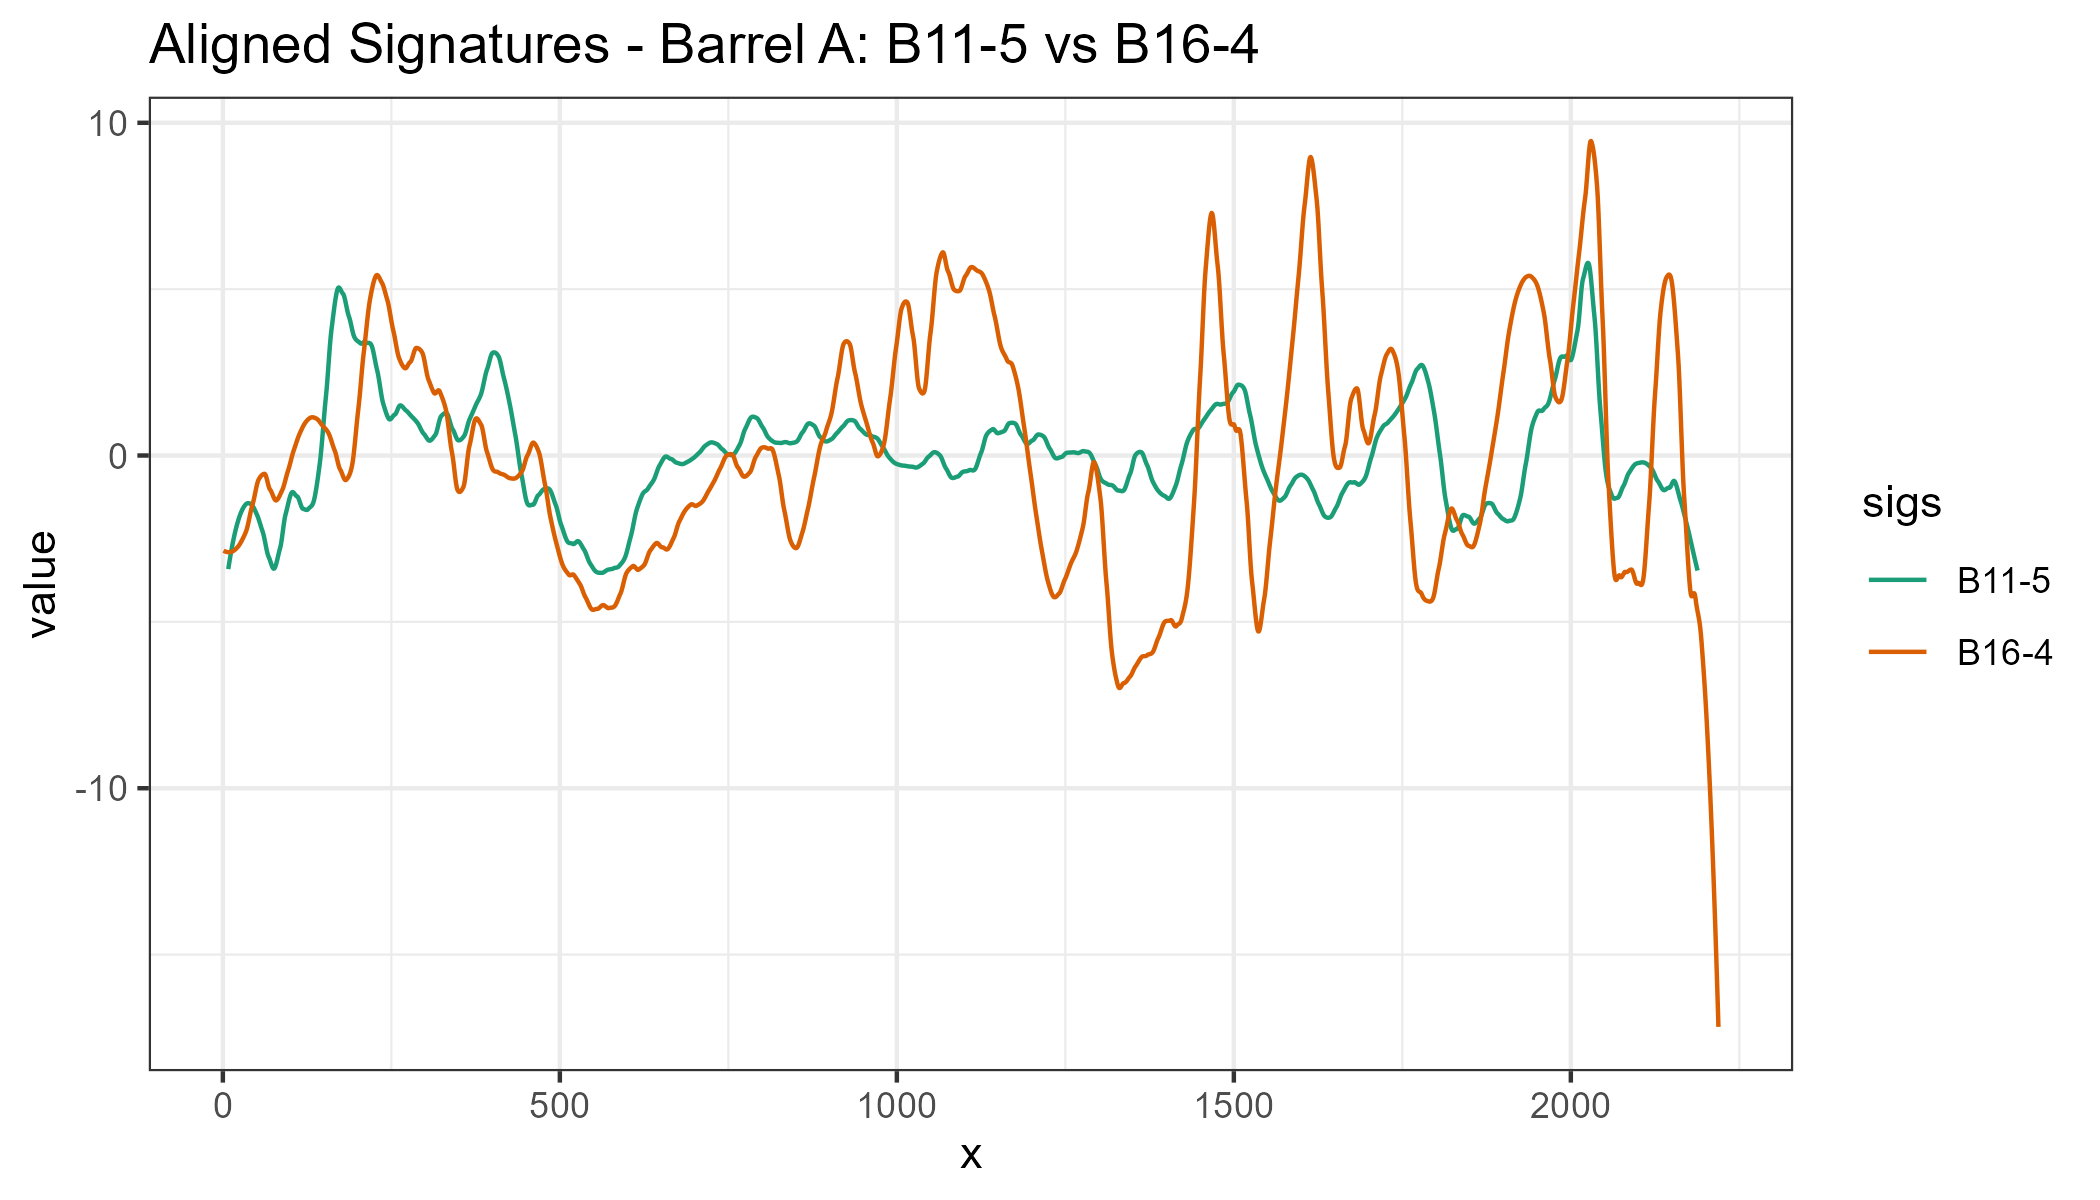 Aligned Signatures - Barrel A: B11-5 vs B16-4
10
0
-10
value
0 500 1000 1500 2000
x
sigs
B11-5
B16-4